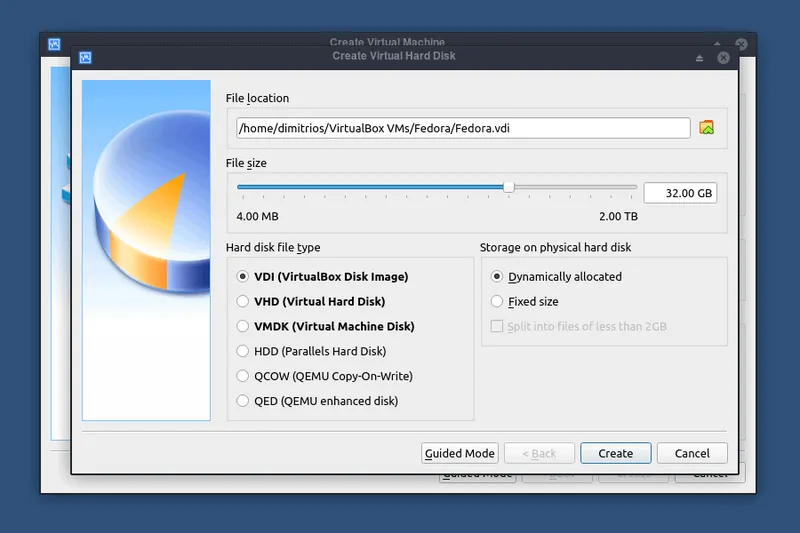 Create Virtual Machine
Create Virtual Hard Disk
File location
/home/dimitrios/VirtualBox VMs/Fedora/Fedora.vdi
File size
32.00 GB
4.00 MB
2.00 TB
Hard disk file type
VDI (VirtualBox Disk Image)
VHD (Virtual Hard Disk)
VMDK (Virtual Machine Disk)
HDD (Parallels Hard Disk)
QCOW (QEMU Copy-On-Write)
QED (QEMU enhanced disk)
Storage on physical hard disk
Dynamically allocated
Fixed size
Split into files of less than 2GB
Guided Mode
< Back
Create
Cancel
Guided Mode
Cancel